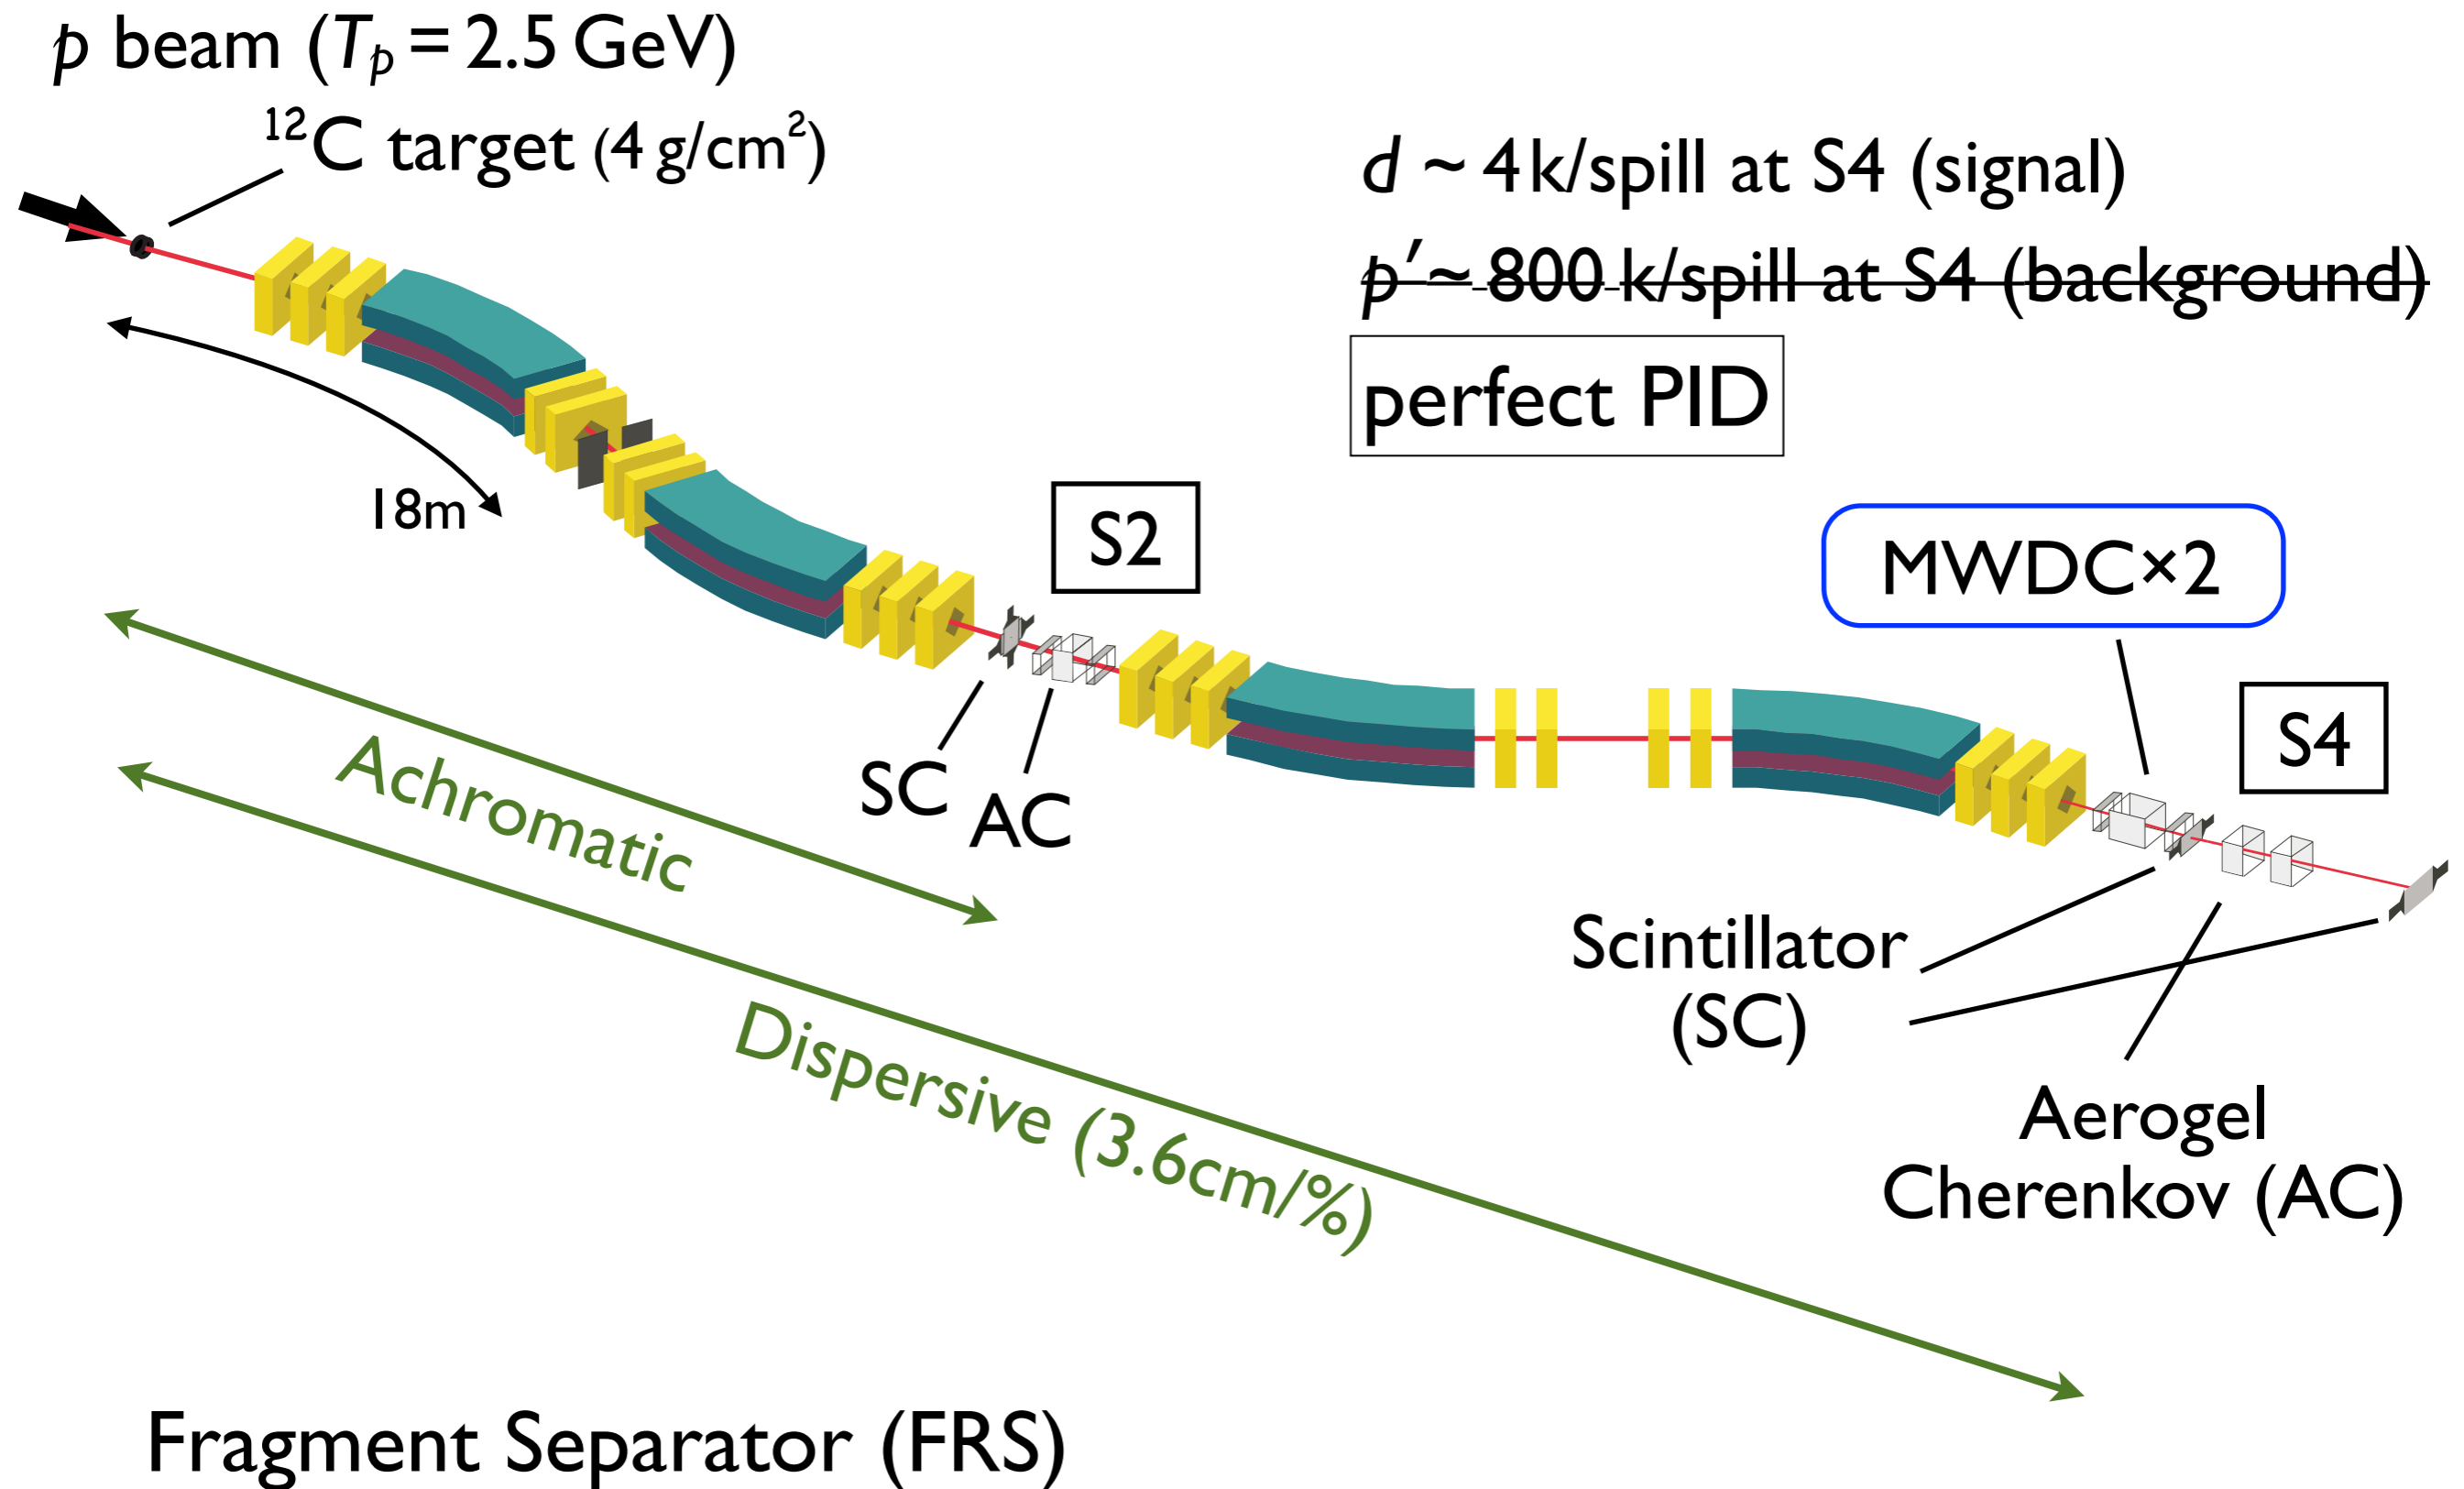 p beam (Tp = 2.5 GeV)
¹²C target (4 g/cm²)
d ~ 4 k/spill at S4 (signal)
p′ ≈ 800 k/spill at S4 (background)
perfect PID
18m
S2
MWDC×2
S4
SC
AC
Achromatic
Dispersive (3.6cm/%)
Scintillator
(SC)
Aerogel
Cherenkov (AC)
Fragment Separator (FRS)